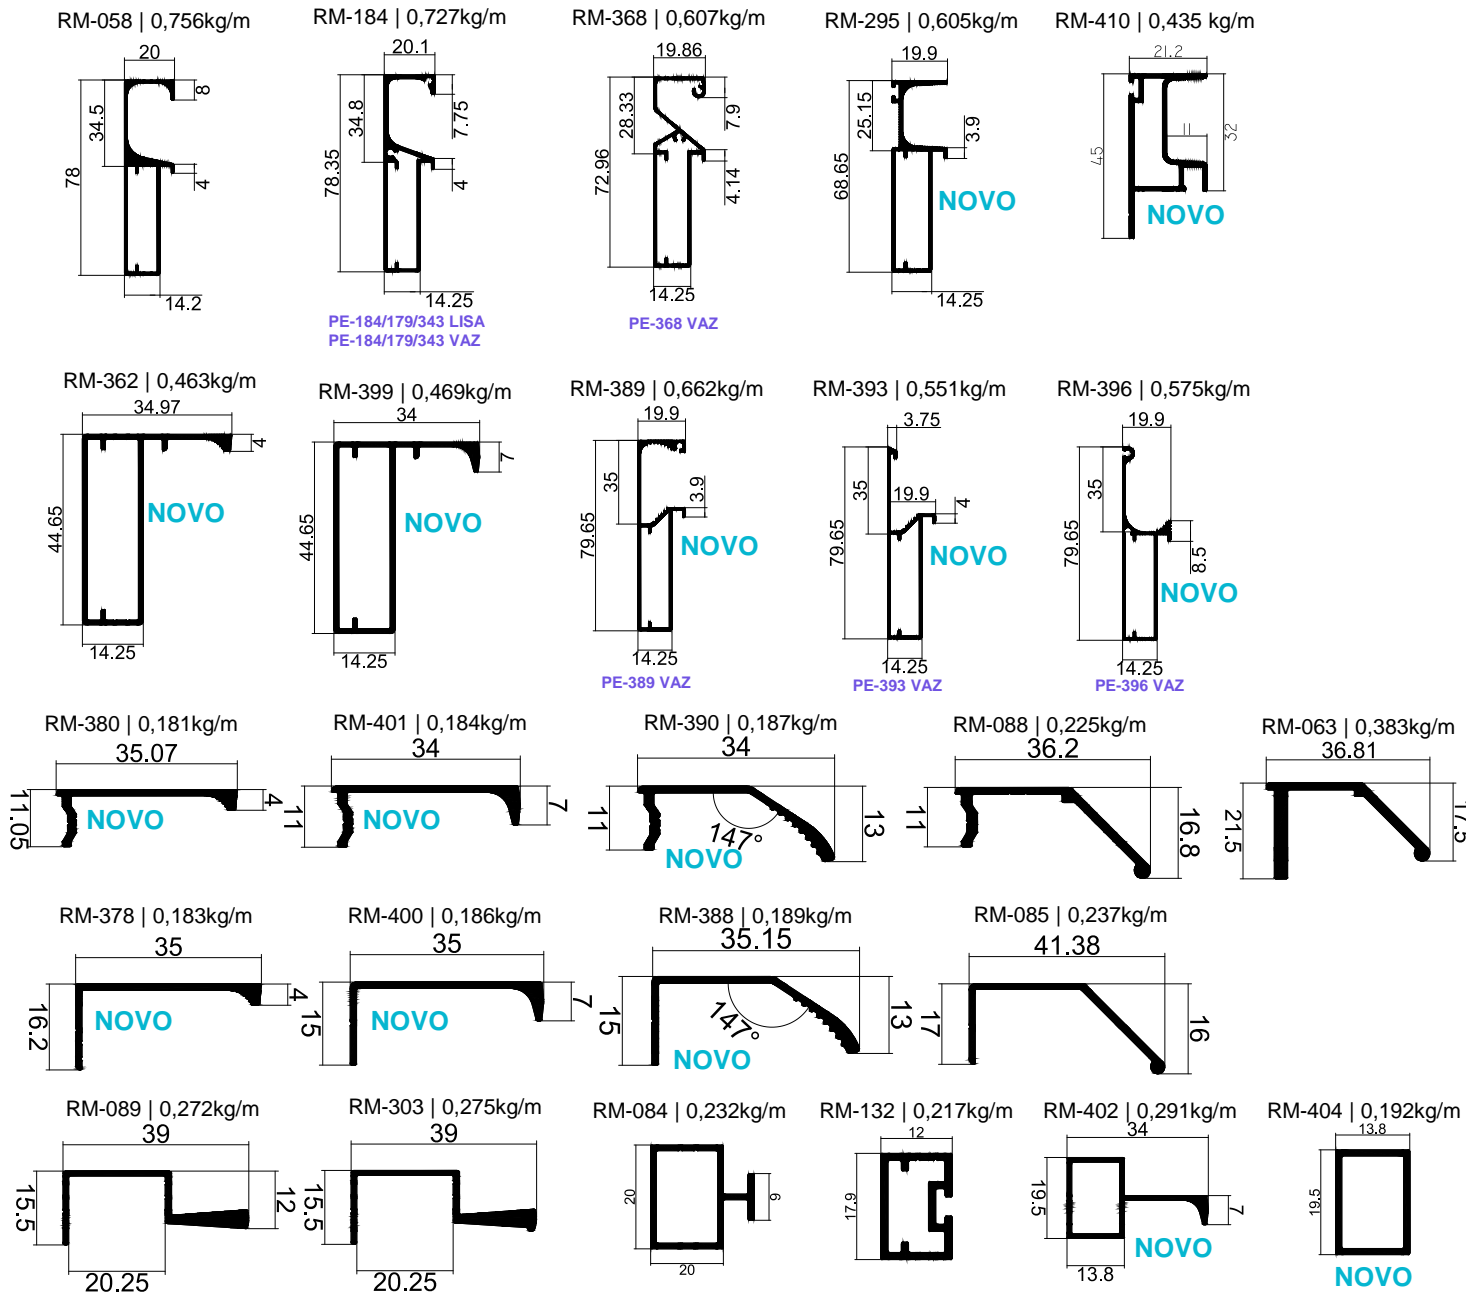 RM-058 | 0,756kg/m
20
8
34.5
78
4
14.2
RM-184 | 0,727kg/m
20.1
7.75
34.8
78.35
4
14.25
PE-184/179/343 LISA
PE-184/179/343 VAZ
RM-368 | 0,607kg/m
19.86
7.9
28.33
72.96
4.14
14.25
PE-368 VAZ
RM-295 | 0,605kg/m
19.9
25.15
3.9
68.65
NOVO
14.25
RM-410 | 0,435 kg/m
21.2
11
32
45
NOVO
RM-362 | 0,463kg/m
34.97
4
44.65
NOVO
14.25
RM-399 | 0,469kg/m
34
7
44.65
NOVO
14.25
RM-389 | 0,662kg/m
19.9
35
3.9
79.65
NOVO
14.25
PE-389 VAZ
RM-393 | 0,551kg/m
3.75
35
19.9
4
79.65
NOVO
14.25
PE-393 VAZ
RM-396 | 0,575kg/m
19.9
35
79.65
8.5
NOVO
14.25
PE-396 VAZ
RM-380 | 0,181kg/m
35.07
11.05
4
NOVO
RM-401 | 0,184kg/m
34
11
7
NOVO
RM-390 | 0,187kg/m
34
11
147°
13
NOVO
RM-088 | 0,225kg/m
36.2
11
16.8
RM-063 | 0,383kg/m
36.81
21.5
17.5
RM-378 | 0,183kg/m
35
16.2
4
NOVO
RM-400 | 0,186kg/m
35
15
7
NOVO
RM-388 | 0,189kg/m
35.15
15
147°
13
NOVO
RM-085 | 0,237kg/m
41.38
17
16
RM-089 | 0,272kg/m
39
15.5
12
20.25
RM-303 | 0,275kg/m
39
15.5
20.25
RM-084 | 0,232kg/m
20
9
20
RM-132 | 0,217kg/m
12
17.9
RM-402 | 0,291kg/m
34
19.5
7
NOVO
13.8
RM-404 | 0,192kg/m
13.8
19.5
NOVO